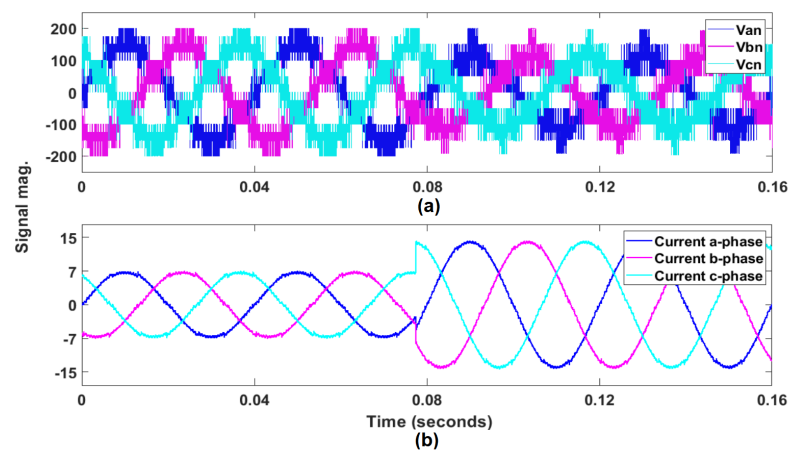 200
100
0
-100
-200
Van
Vbn
Vcn
0
0.04
0.08
0.12
0.16
(a)
Signal mag.
15
7
0
-7
-15
Current a-phase
Current b-phase
Current c-phase
0
0.04
0.08
0.12
0.16
Time (seconds)
(b)